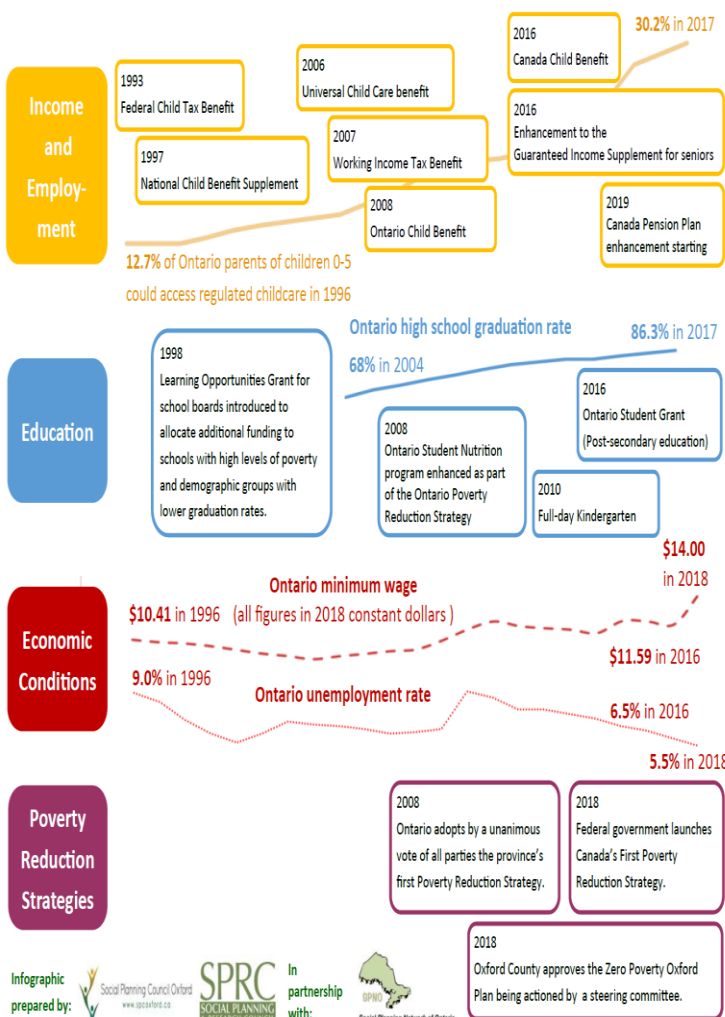 Income
and
Employ-
ment
1993
Federal Child Tax Benefit
1997
National Child Benefit Supplement
2006
Universal Child Care benefit
2007
Working Income Tax Benefit
2008
Ontario Child Benefit
2016
Canada Child Benefit
30.2% in 2017
2016
Enhancement to the
Guaranteed Income Supplement for seniors
2019
Canada Pension Plan
enhancement starting
12.7% of Ontario parents of children 0-5
could access regulated childcare in 1996
Education
1998
Learning Opportunities Grant for
school boards introduced to
allocate additional funding to
schools with high levels of poverty
and demographic groups with
lower graduation rates.
Ontario high school graduation rate
68% in 2004
86.3% in 2017
2008
Ontario Student Nutrition
program enhanced as part
of the Ontario Poverty
Reduction Strategy
2016
Ontario Student Grant
(Post-secondary education)
2010
Full-day Kindergarten
Economic
Conditions
Ontario minimum wage
$10.41 in 1996 (all figures in 2018 constant dollars )
$14.00
in 2018
$11.59 in 2016
9.0% in 1996
Ontario unemployment rate
6.5% in 2016
5.5% in 2018
Poverty
Reduction
Strategies
2008
Ontario adopts by a unanimous
vote of all parties the province's
first Poverty Reduction Strategy.
2018
Federal government launches
Canada's First Poverty
Reduction Strategy.
2018
Oxford County approves the Zero Poverty Oxford
Plan being actioned by a steering committee.
Infographic
prepared by:
Social Planning Council Oxford
www.spcoxford.ca
SPRC
SOCIAL PLANNING
In
partnership
with:
SPNO